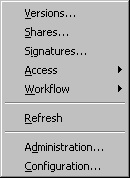 Versions...
Shares...
Signatures...
Access
Workflow
Refresh
Administration...
Configuration...